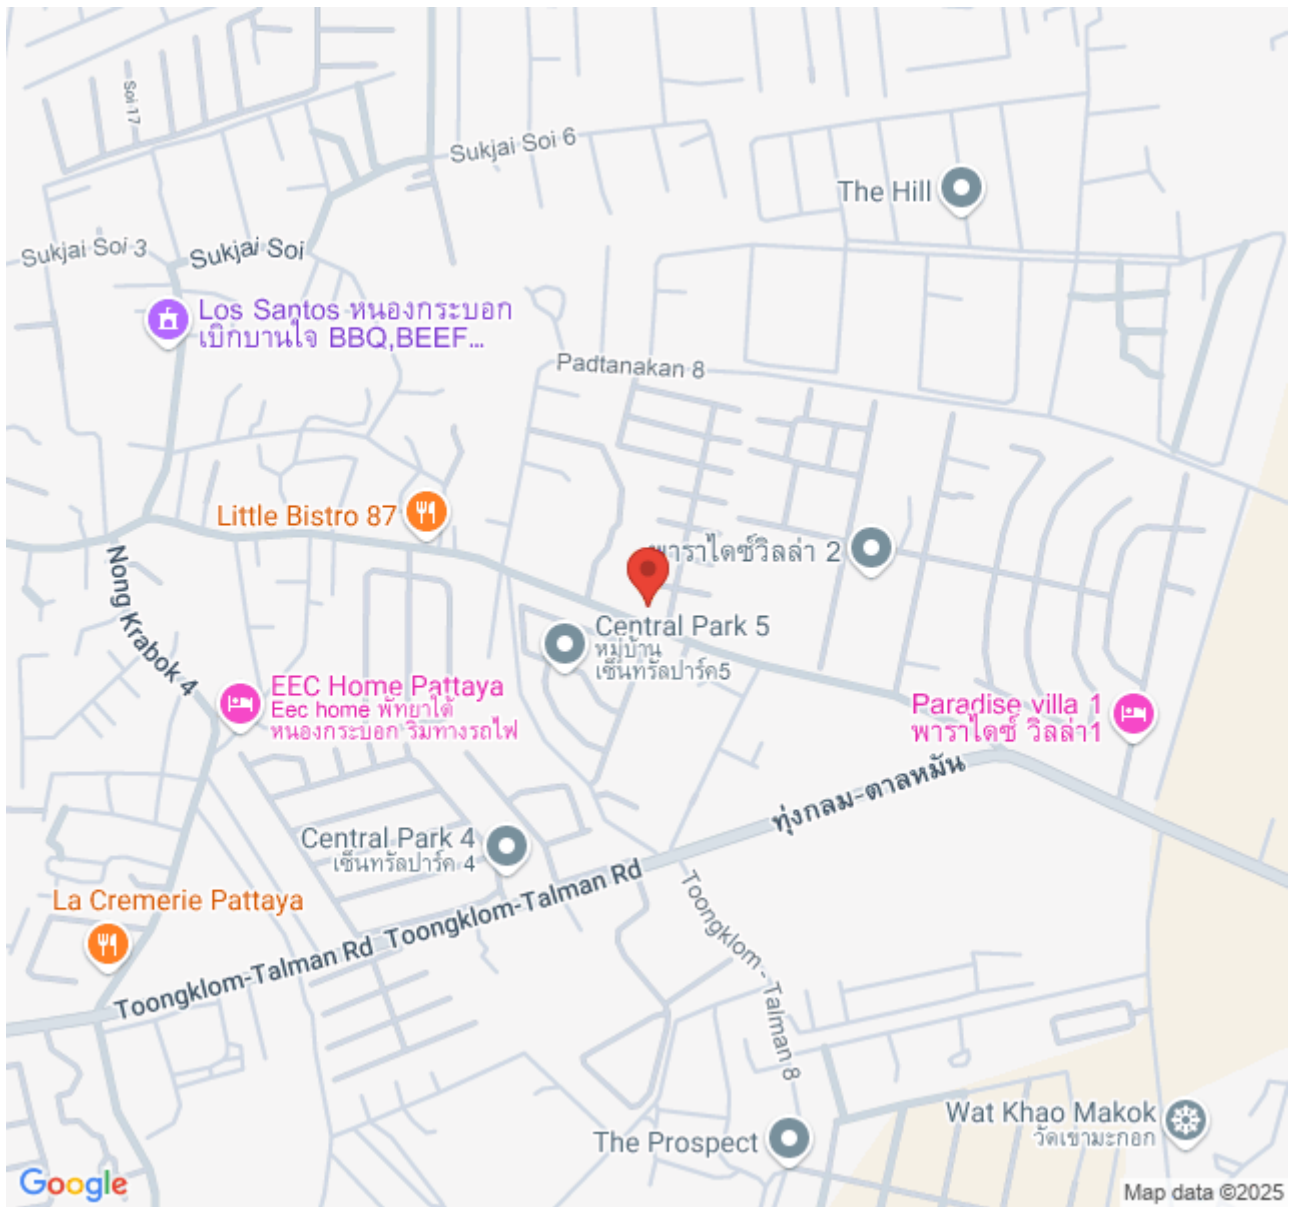 Soi 17
Sukjai Soi 6
The Hill
Sukjai Soi 3
Sukjai Soi
Los Santos หนองกระบอก
เบิกบานใจ BBQ,BEEF...
Padtanakan 8
Little Bistro 87
พาราไดซ์วิลล่า 2
Nong Krabok 4
Central Park 5
หมู่บ้าน
เซ็นทรัลปาร์ค5
EEC Home Pattaya
Eec home พัทยาใต้
หนองกระบอก ริมทางรถไฟ
Paradise villa 1
พาราไดซ์ วิลล่า1
ทุ่งกลม-ตาลหมัน
Central Park 4
เซ็นทรัลปาร์ค 4
La Cremerie Pattaya
Toongklom-Talman Rd
Toongklom-Talman Rd
Toongklom - Talman 8
Wat Khao Makok
วัดเขามะกอก
The Prospect
Google
Map data ©2025